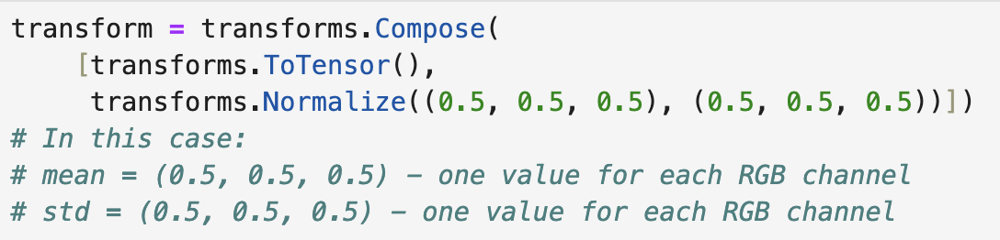 transform = transforms.Compose(
    [transforms.ToTensor(),
     transforms.Normalize((0.5, 0.5, 0.5), (0.5, 0.5, 0.5))])
# In this case:
# mean = (0.5, 0.5, 0.5) – one value for each RGB channel
# std = (0.5, 0.5, 0.5) – one value for each RGB channel